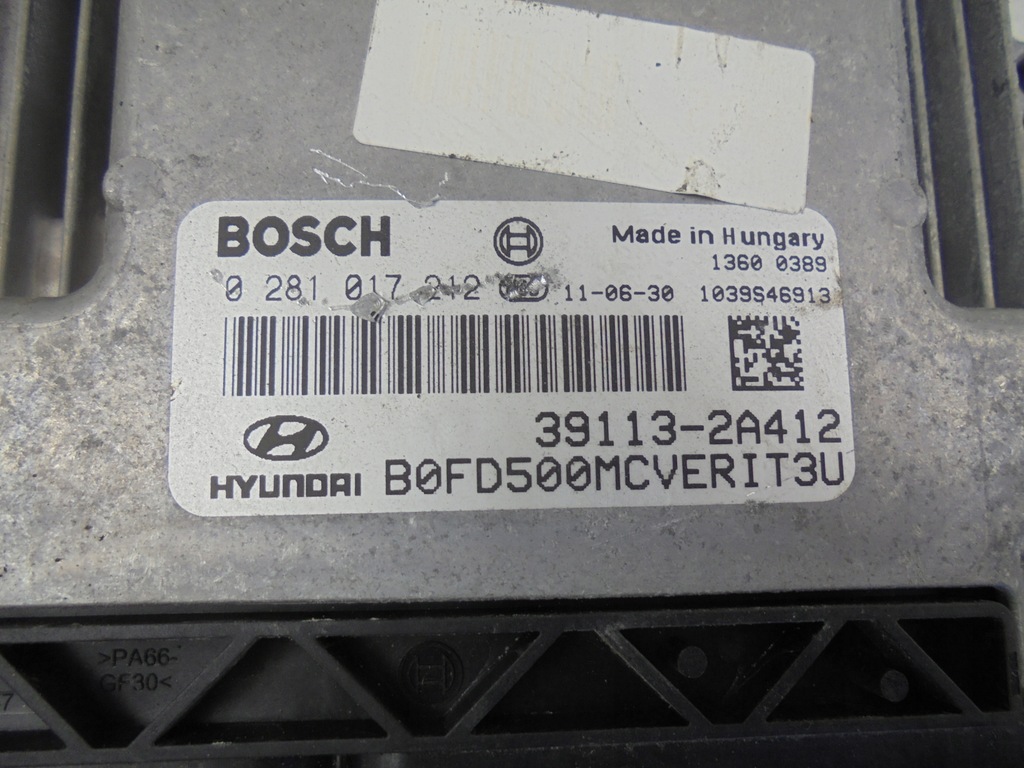 BOSCH
Made in Hungary
1360 0389
0 281 017 212
11-06-30 1039S46913
39113-2A412
HYUNDAI B0FD500MCVERIT3U
>PA66-
GF30<
7